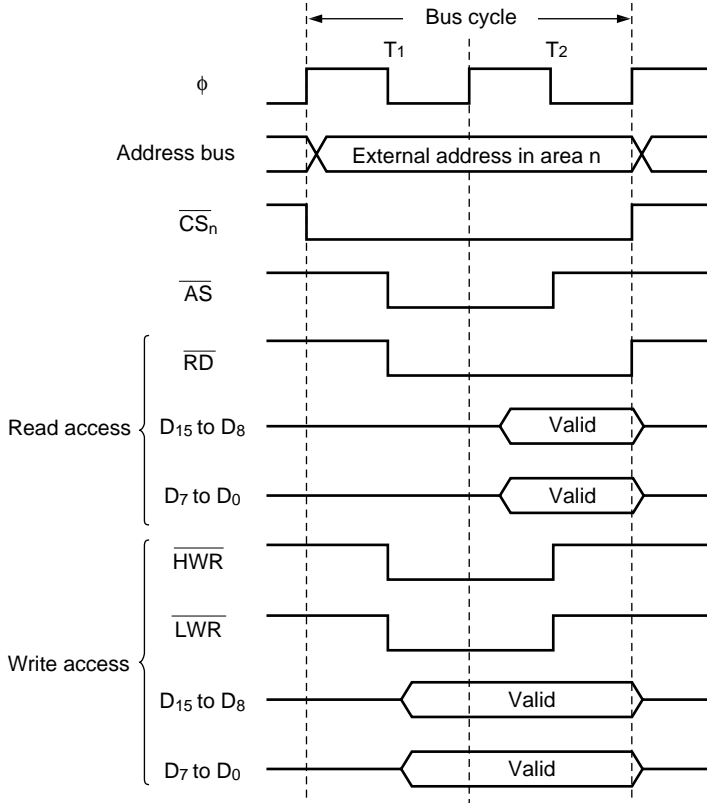 Bus cycle
T1 T2
ϕ
Address bus External address in area n
CSn
AS
RD
Read access D15 to D8 Valid
D7 to D0 Valid
HWR
LWR
Write access
D15 to D8 Valid
D7 to D0 Valid